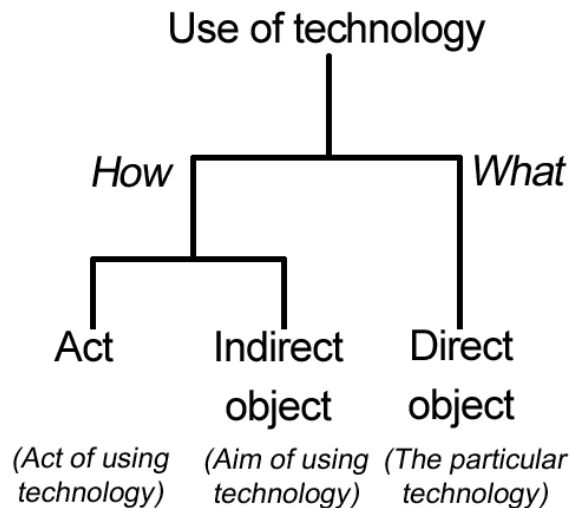 Use of technology
How
What
Act
Indirect
object
Direct
object
(Act of using
technology)
(Aim of using
technology)
(The particular
technology)